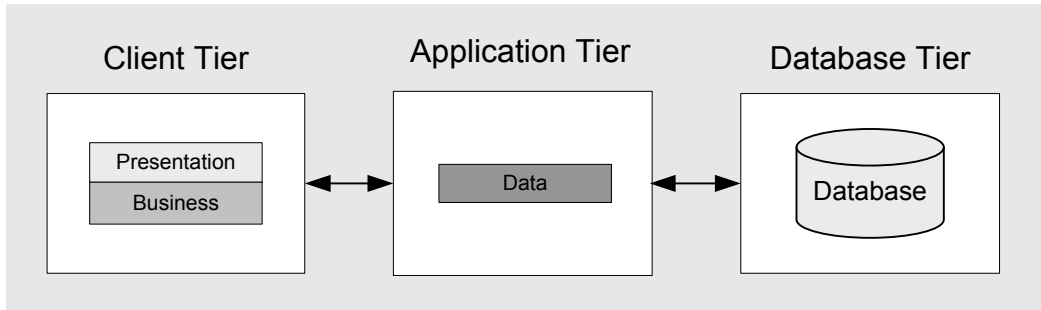 Client Tier
Application Tier
Database Tier
Presentation
Business
Data
Database